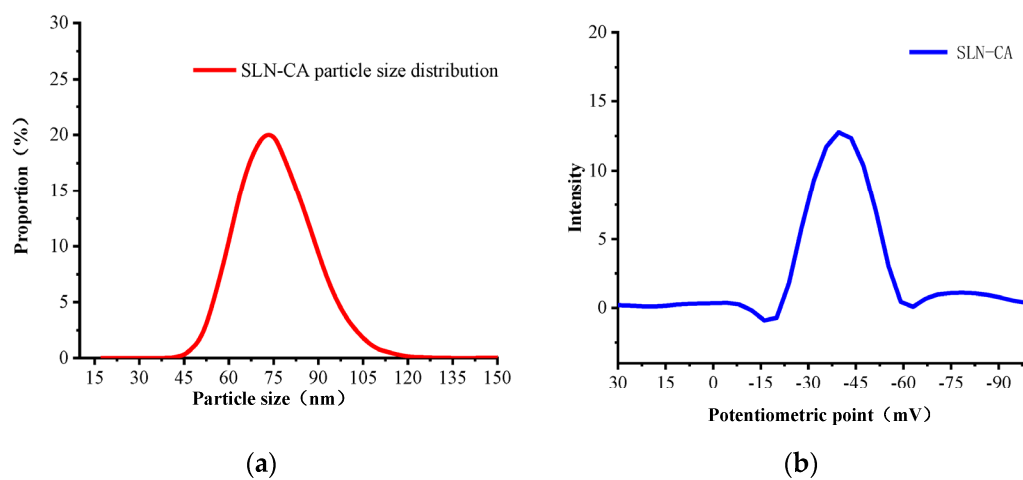 30
25
20
15
10
5
0
Proportion (%)
SLN-CA particle size distribution
15 30 45 60 75 90 105 120 135 150
Particle size（nm）
(a)
20
15
10
5
0
Intensity
SLN-CA
30 15 0 -15 -30 -45 -60 -75 -90
Potentiometric point（mV）
(b)